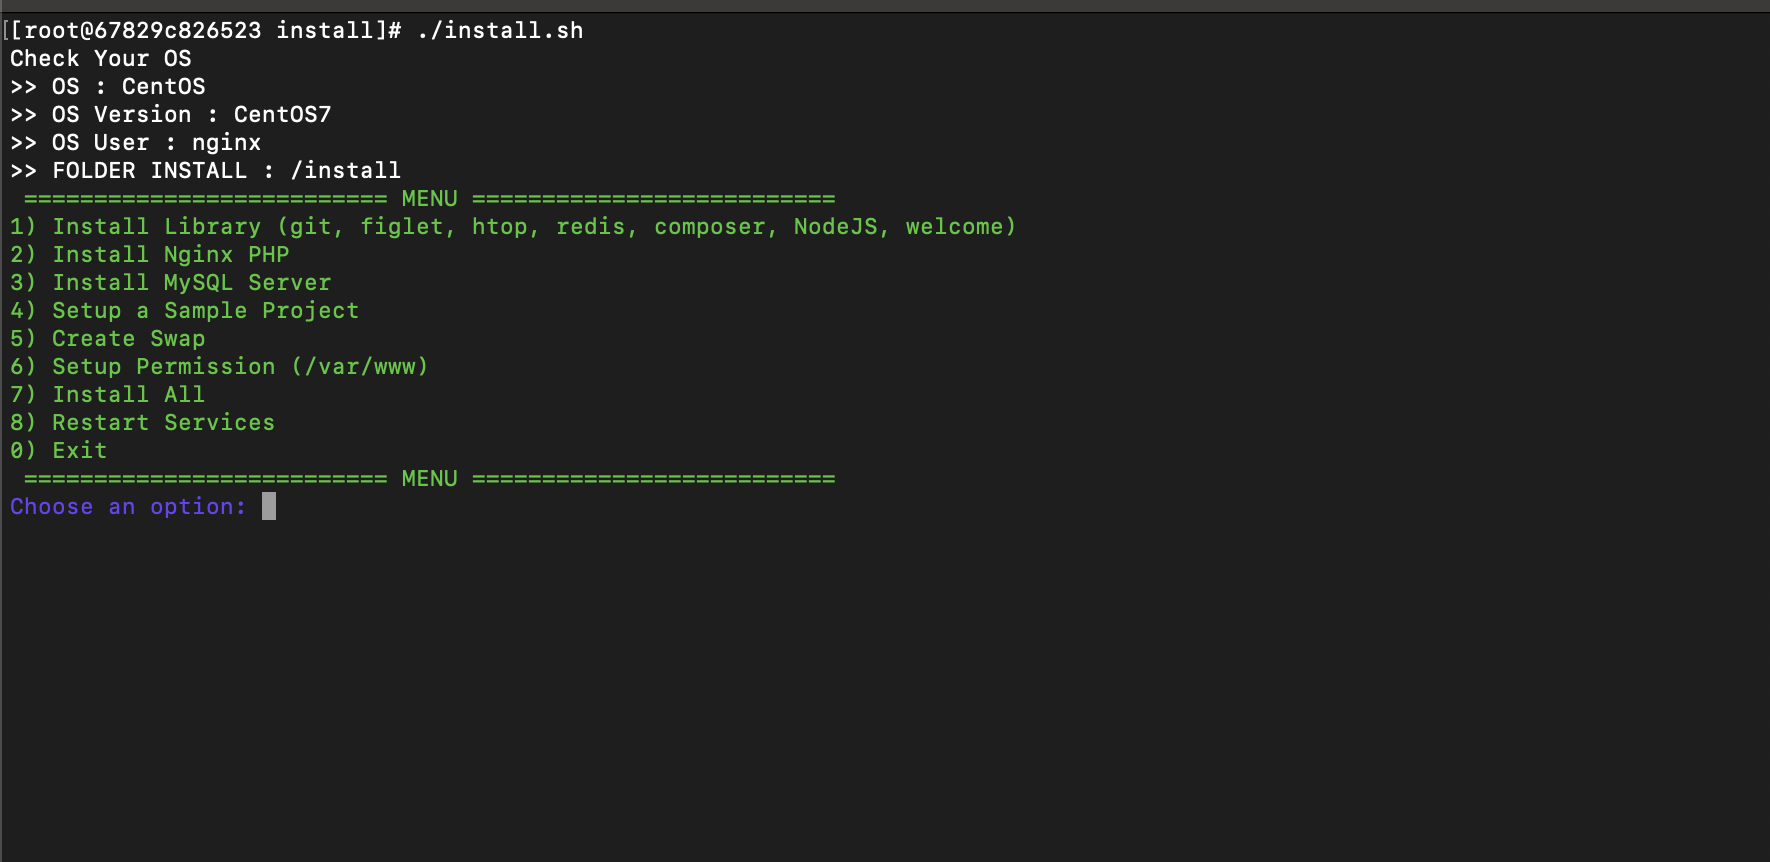 [[root@67829c826523 install]# ./install.sh
Check Your OS
>> OS : CentOS
>> OS Version : CentOS7
>> OS User : nginx
>> FOLDER INSTALL : /install
========================== MENU ==========================
1) Install Library (git, figlet, htop, redis, composer, NodeJS, welcome)
2) Install Nginx PHP
3) Install MySQL Server
4) Setup a Sample Project
5) Create Swap
6) Setup Permission (/var/www)
7) Install All
8) Restart Services
0) Exit
========================== MENU ==========================
Choose an option: